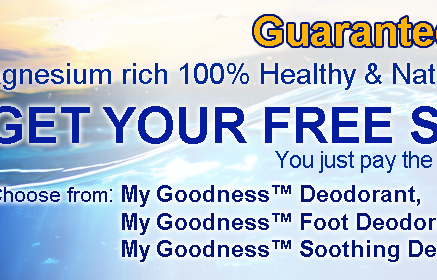 Guarantee
gnesium rich 100% Healthy & Nat
GET YOUR FREE S
You just pay the
Choose from: My Goodness™ Deodorant,
My Goodness™ Foot Deodor
My Goodness™ Soothing De